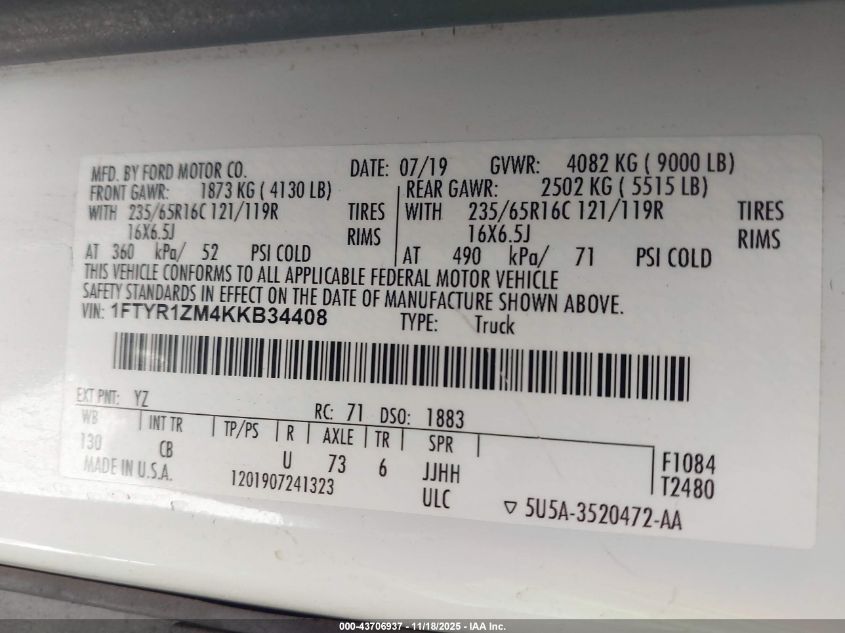 MFD. BY FORD MOTOR CO. DATE: 07/19 GVWR: 4082 KG ( 9000 LB)
FRONT GAWR: 1873 KG ( 4130 LB) REAR GAWR: 2502 KG ( 5515 LB)
WITH 235/65R16C 121/119R TIRES WITH 235/65R16C 121/119R TIRES
16X6.5J RIMS 16X6.5J RIMS
AT 360 kPa/ 52 PSI COLD AT 490 kPa/ 71 PSI COLD
THIS VEHICLE CONFORMS TO ALL APPLICABLE FEDERAL MOTOR VEHICLE
SAFETY STANDARDS IN EFFECT ON THE DATE OF MANUFACTURE SHOWN ABOVE.
VIN: 1FTYR1ZM4KKB34408 TYPE: Truck
EXT PNT: YZ RC: 71 DSO: 1883
WB INT TR TP/PS R AXLE TR SPR F1084
130 CB U 73 6 JJHH T2480
MADE IN U.S.A. 1201907241323 ULC ▽ 5U5A-3520472-AA
000-43706937 - 11/18/2025 - IAA Inc.